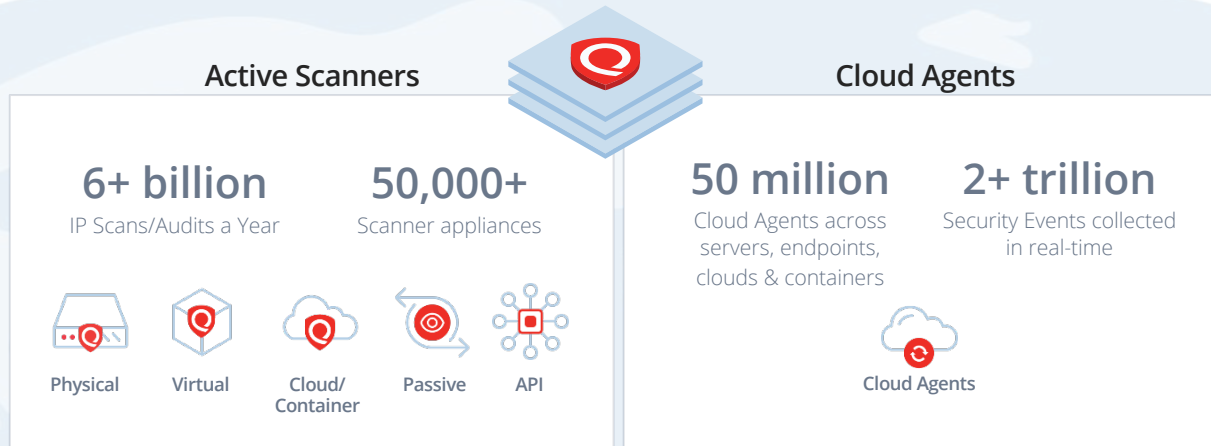 Active Scanners
6+ billion
IP Scans/Audits a Year
50,000+
Scanner appliances
Physical
Virtual
Cloud/
Container
Passive
API
Cloud Agents
50 million
Cloud Agents across
servers, endpoints,
clouds & containers
2+ trillion
Security Events collected
in real-time
Cloud Agents